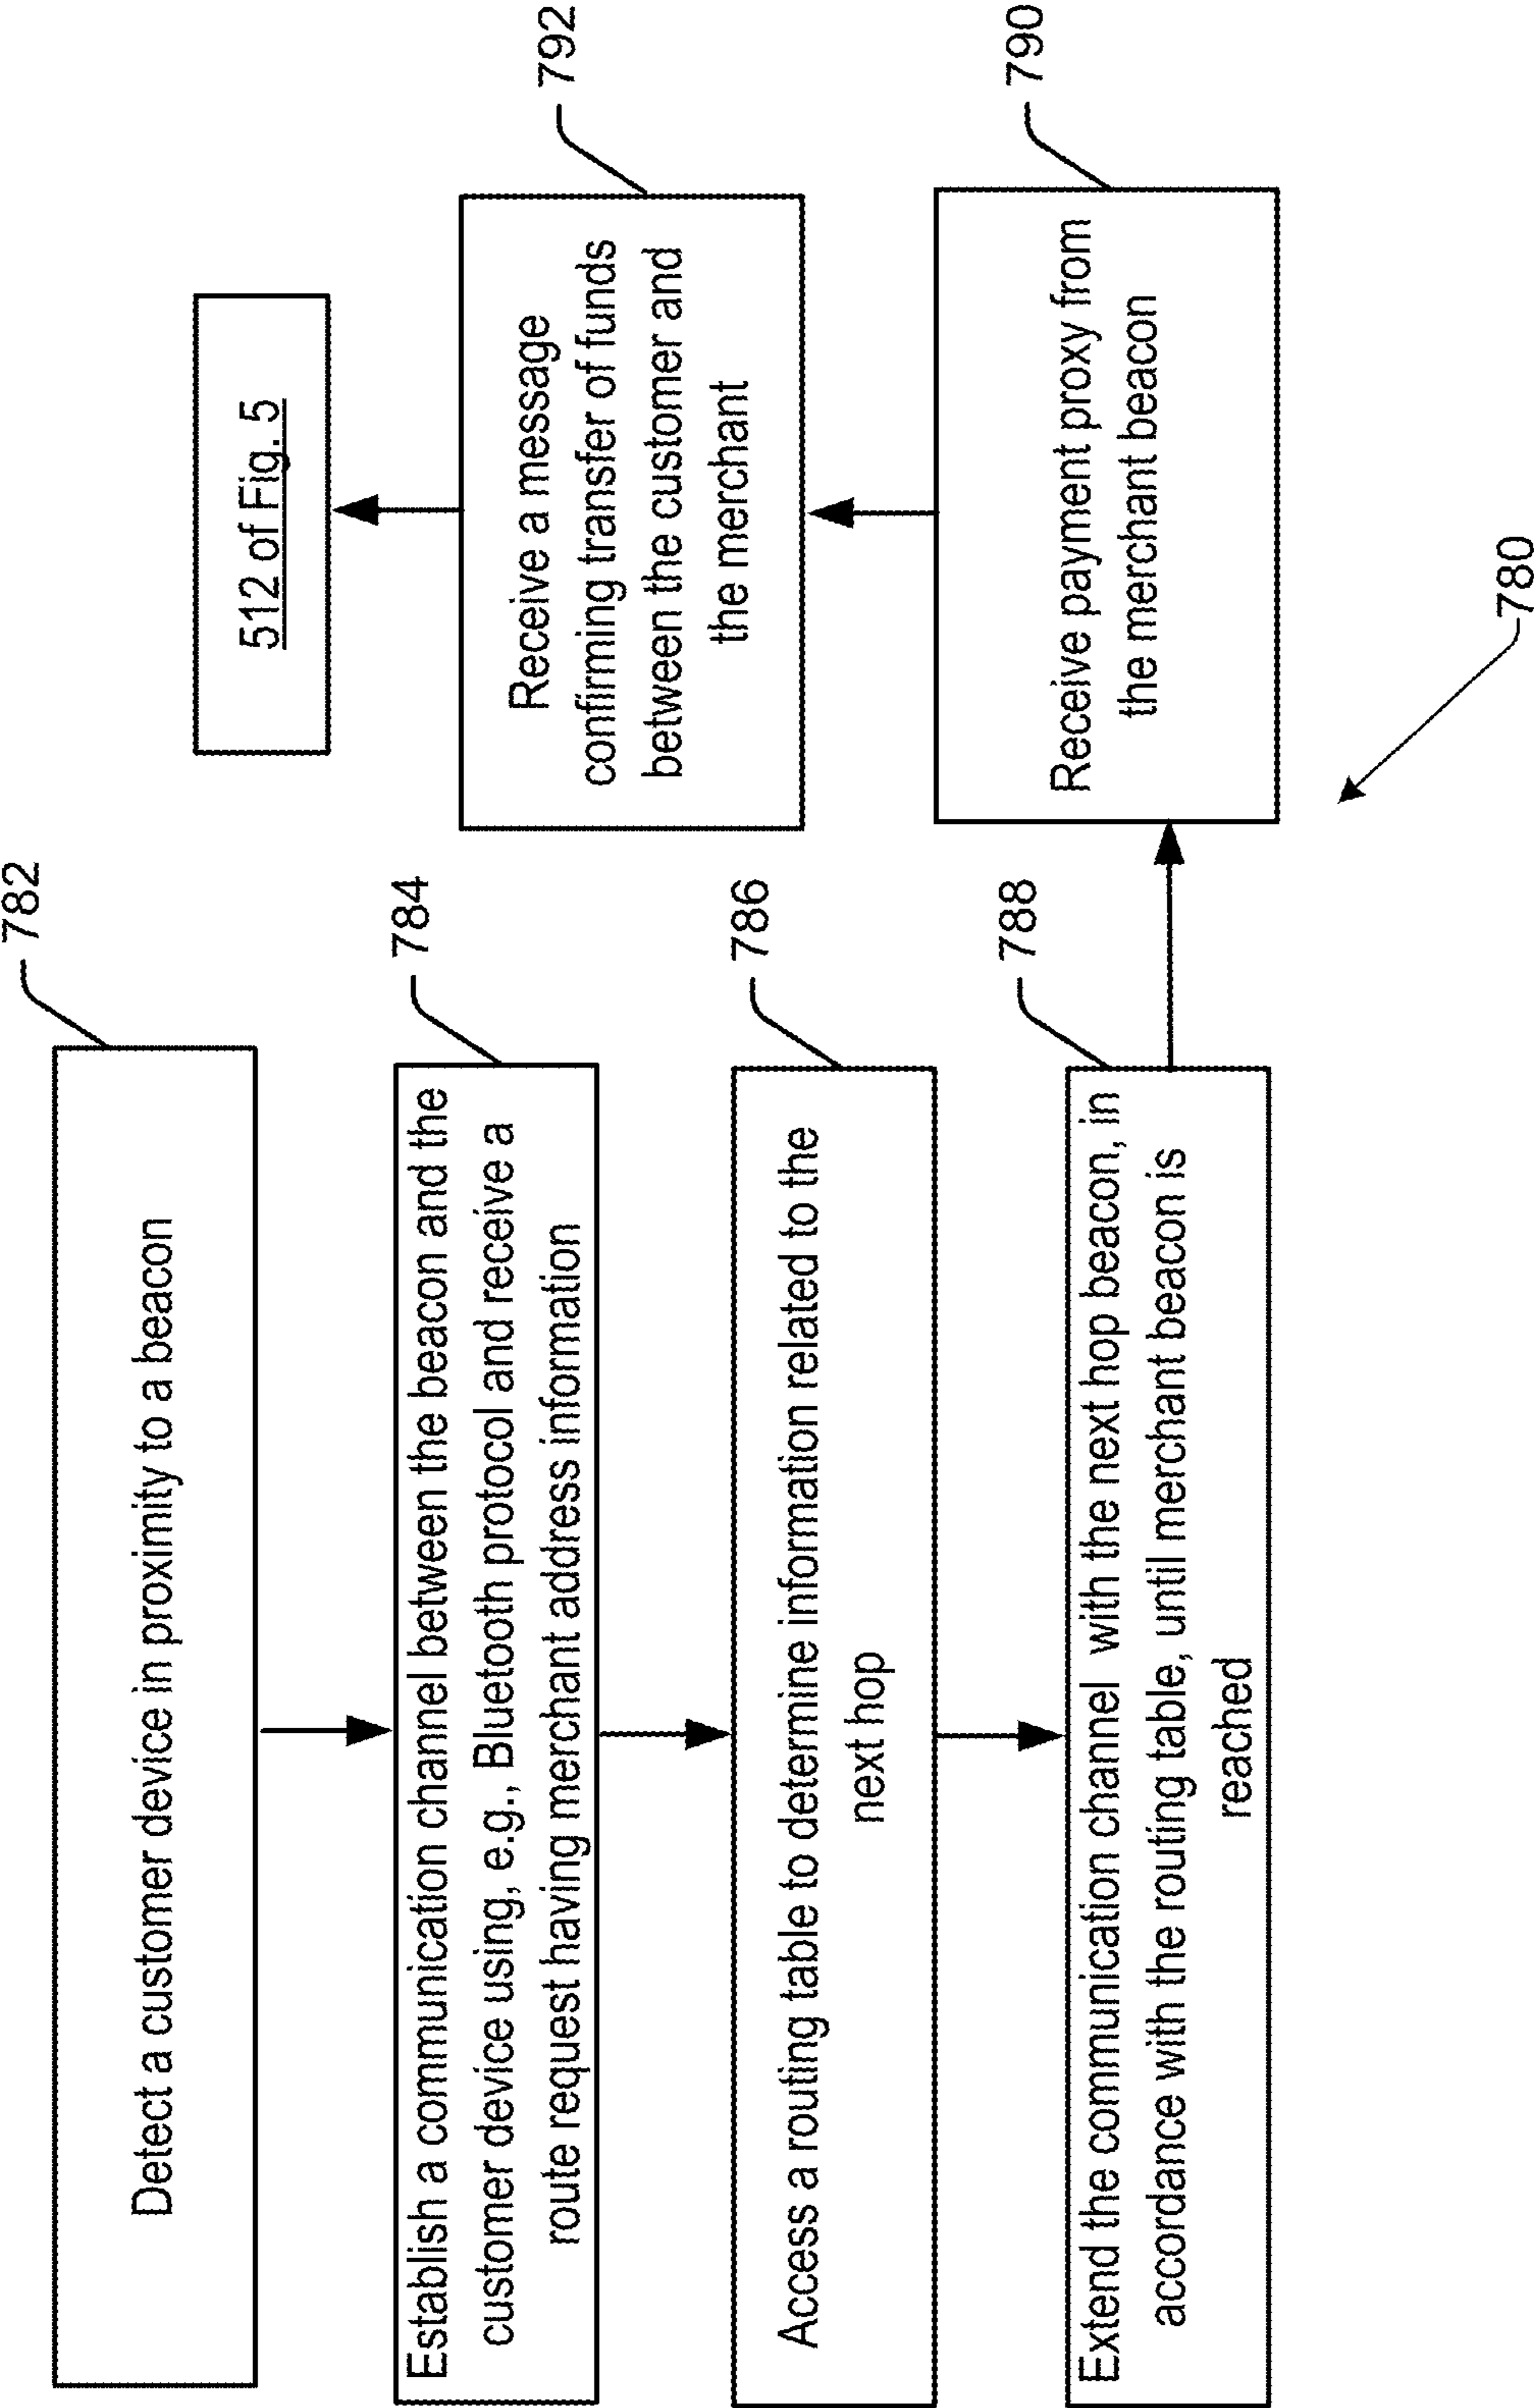 782
Detect a customer device in proximity to a beacon
784
Establish a communication channel between the beacon and the
customer device using, e.g., Bluetooth protocol and receive a
route request having merchant address information
786
Access a routing table to determine information related to the
next hop
788
Extend the communication channel with the next hop beacon, in
accordance with the routing table, until merchant beacon is
reached
790
Receive payment proxy from
the merchant beacon
792
Receive a message
confirming transfer of funds
between the customer and
the merchant
512 of Fig. 5
780